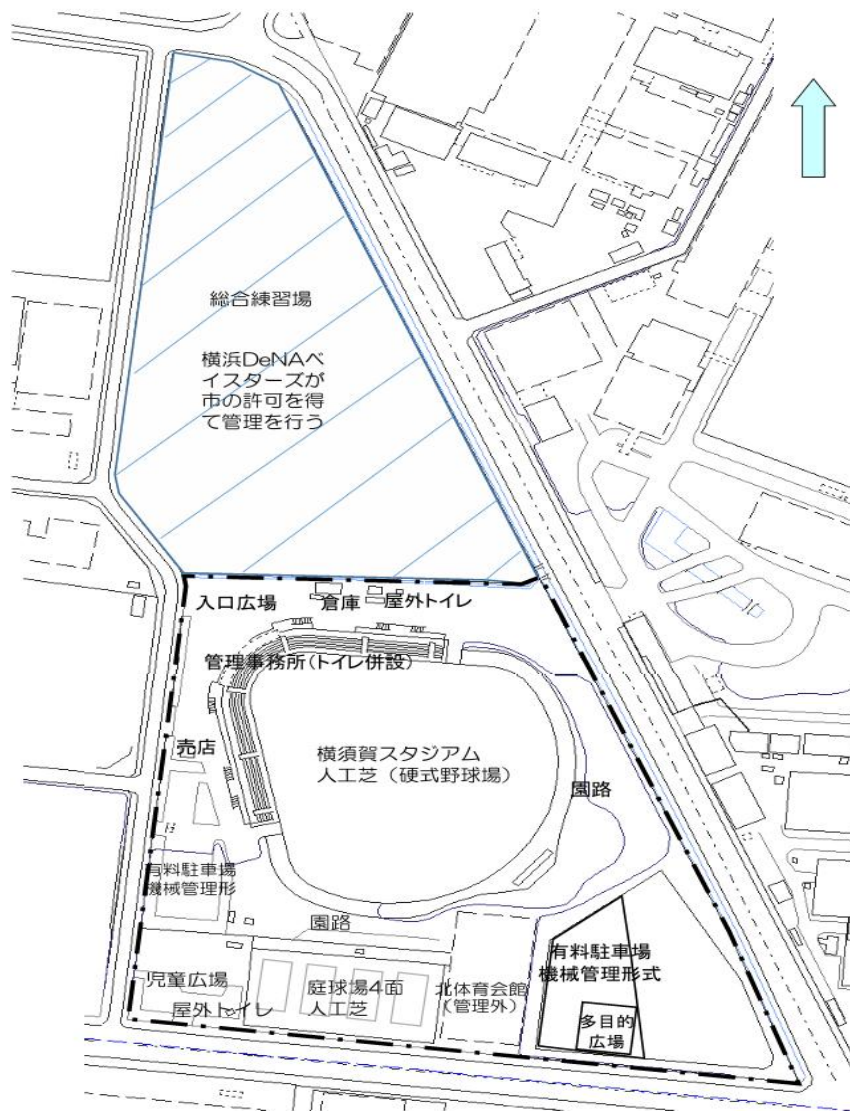 総合練習場
横浜DeNAベ
イスターズが
市の許可を得
て管理を行う
入口広場
倉庫
屋外トイレ
管理事務所(トイレ併設)
売店
横須賀スタジアム
人工芝(硬式野球場)
園路
有料駐車場
機械管理形
園路
有料駐車場
機械管理形式
児童広場
屋外トイレ
庭球場4面
人工芝
北体育会館
(管理外)
多目的
広場